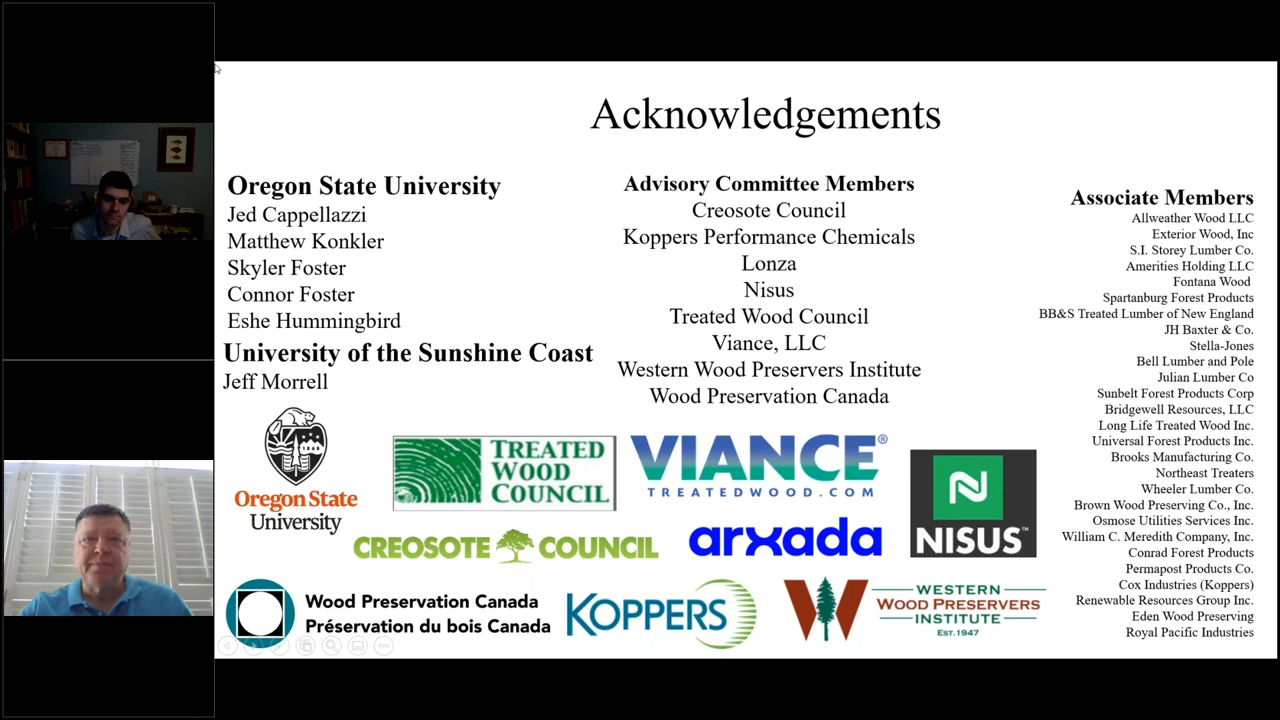 Acknowledgements
Oregon State University
Jed Cappellazzi
Matthew Konkler
Skyler Foster
Connor Foster
Eshe Hummingbird
University of the Sunshine Coast
Jeff Morrell
Advisory Committee Members
Creosote Council
Koppers Performance Chemicals
Lonza
Nisus
Treated Wood Council
Viance, LLC
Western Wood Preservers Institute
Wood Preservation Canada
Associate Members
Allweather Wood LLC
Exterior Wood, Inc
S.I. Storey Lumber Co.
Amerities Holding LLC
Fontana Wood
Spartanburg Forest Products
BB&S Treated Lumber of New England
JH Baxter & Co.
Stella-Jones
Bell Lumber and Pole
Julian Lumber Co
Sunbelt Forest Products Corp
Bridgewell Resources, LLC
Long Life Treated Wood Inc.
Universal Forest Products Inc.
Brooks Manufacturing Co.
Northeast Treaters
Wheeler Lumber Co.
Brown Wood Preserving Co., Inc.
Osmose Utilities Services Inc.
William C. Meredith Company, Inc.
Conrad Forest Products
Permapost Products Co.
Cox Industries (Koppers)
Renewable Resources Group Inc.
Eden Wood Preserving
Royal Pacific Industries
Oregon State
University
TREATED
WOOD
COUNCIL
VIANCE®
TREATEDWOOD.COM
NISUS™
CREOSOTE COUNCIL
arxada
Wood Preservation Canada
Préservation du bois Canada
KOPPERS
WESTERN
WOOD PRESERVERS
INSTITUTE
EST.1947